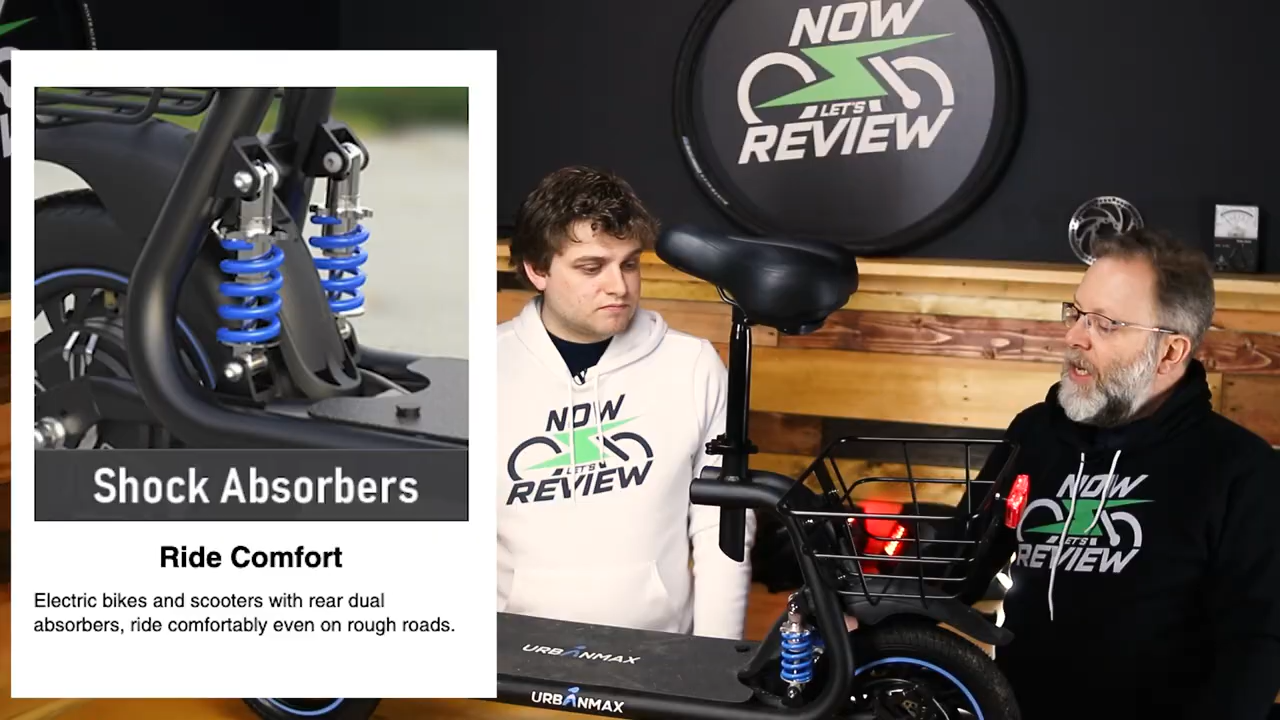 NOW
LET'S
REVIEW
Shock Absorbers
Ride Comfort
Electric bikes and scooters with rear dual
absorbers, ride comfortably even on rough roads.
NOW
LET'S
REVIEW
NOW
LET'S
REVIEW
URBANMAX
URBANMAX